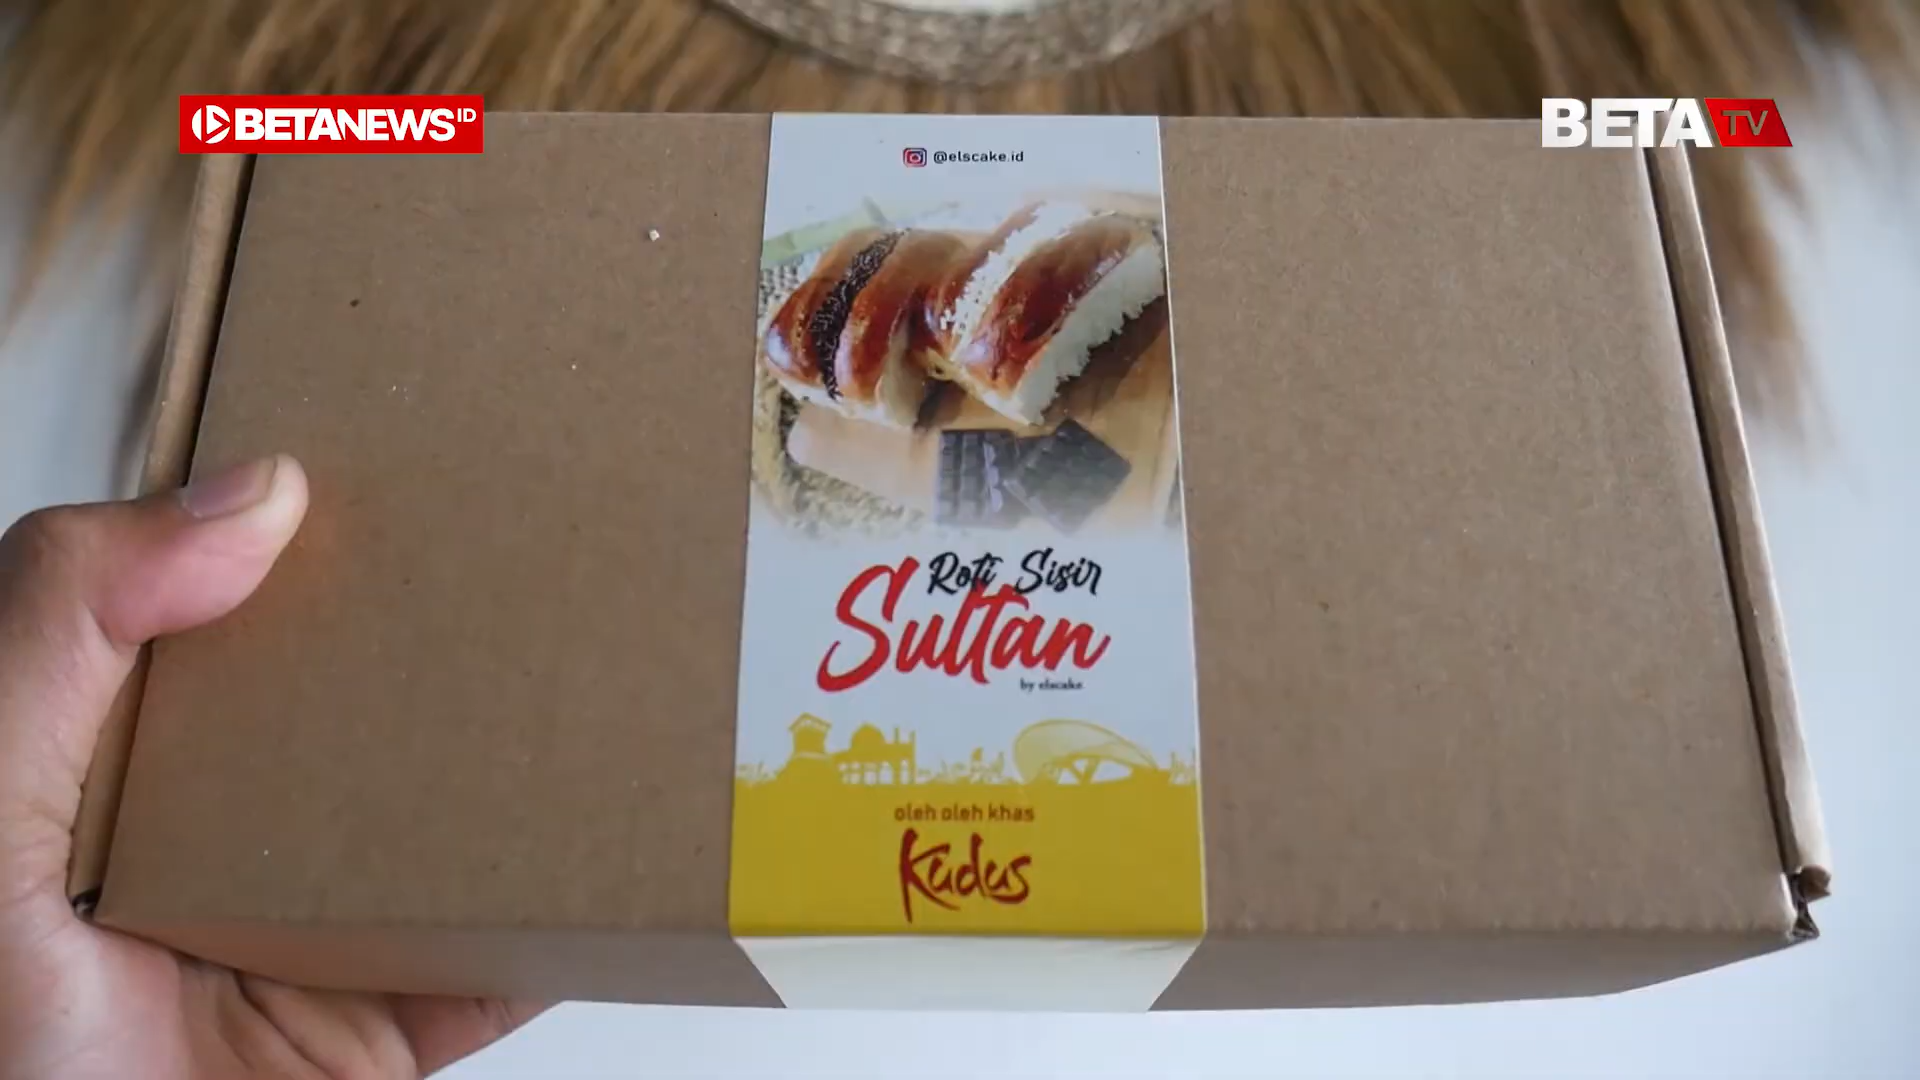 BETANEWS ID
BETA TV
@elscake.id
Roti Sisir
Sultan
by elscake
oleh oleh khas
Kudus